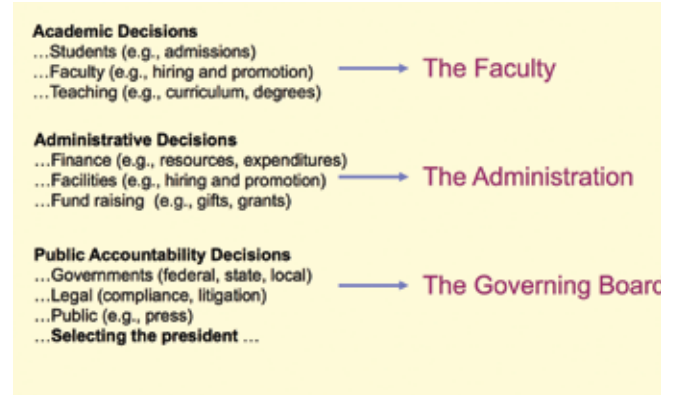 Academic Decisions
…Students (e.g., admissions)
…Faculty (e.g., hiring and promotion)
…Teaching (e.g., curriculum, degrees)
The Faculty
Administrative Decisions
…Finance (e.g., resources, expenditures)
…Facilities (e.g., hiring and promotion)
…Fund raising (e.g., gifts, grants)
The Administration
Public Accountability Decisions
…Governments (federal, state, local)
…Legal (compliance, litigation)
…Public (e.g., press)
…Selecting the president …
The Governing Board